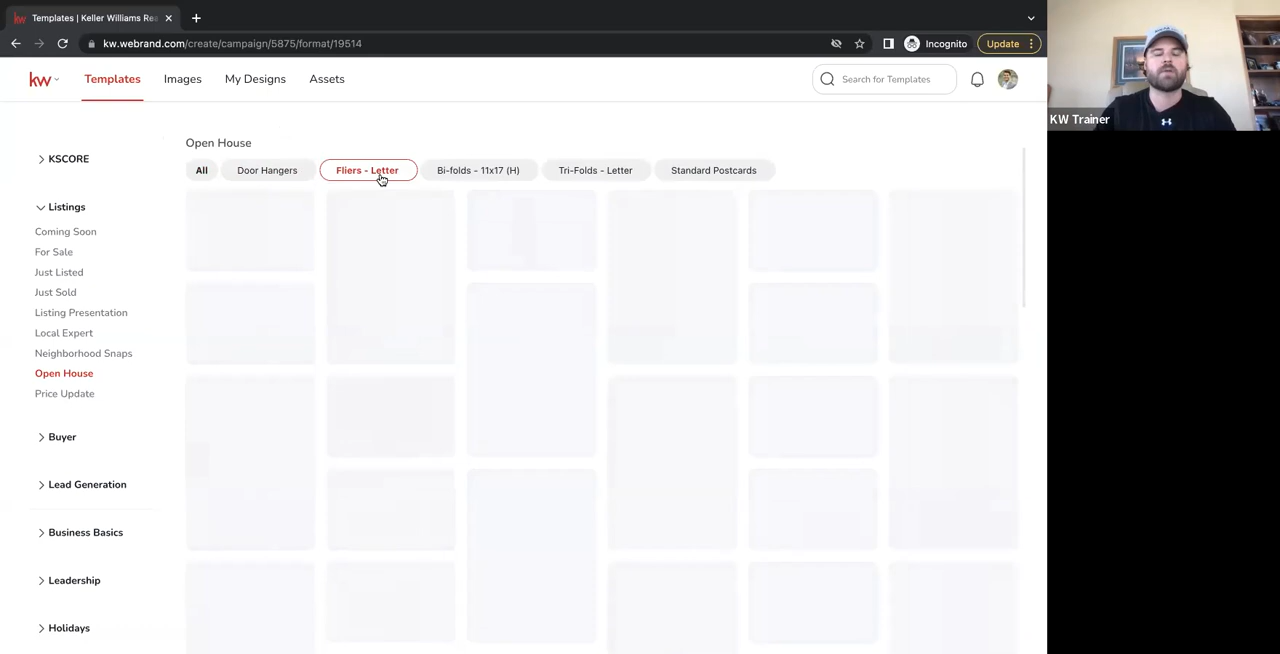 Templates | Keller Williams Rea
kw.webrand.com/create/campaign/5875/format/19514
Incognito
Update
kw
Templates
Images
My Designs
Assets
Search for Templates
KW Trainer
Open House
All
Door Hangers
Fliers - Letter
Bi-folds - 11x17 (H)
Tri-Folds - Letter
Standard Postcards
KSCORE
Listings
Coming Soon
For Sale
Just Listed
Just Sold
Listing Presentation
Local Expert
Neighborhood Snaps
Open House
Price Update
Buyer
Lead Generation
Business Basics
Leadership
Holidays